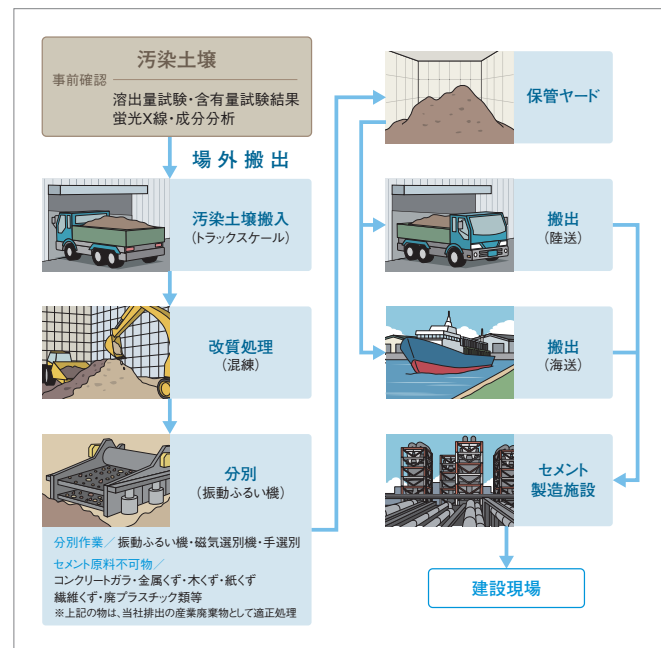 汚染土壌
事前確認
溶出量試験・含有量試験結果
蛍光X線・成分分析
場外搬出
汚染土壌搬入
(トラックスケール)
改質処理
(混練)
分別
(振動ふるい機)
分別作業/振動ふるい機・磁気選別機・手選別
セメント原料不可物/
コンクリートガラ・金属くず・木くず・紙くず
繊維くず・廃プラスチック類等
※上記の物は、当社排出の産業廃棄物として適正処理
保管ヤード
搬出
(陸送)
搬出
(海送)
セメント
製造施設
建設現場